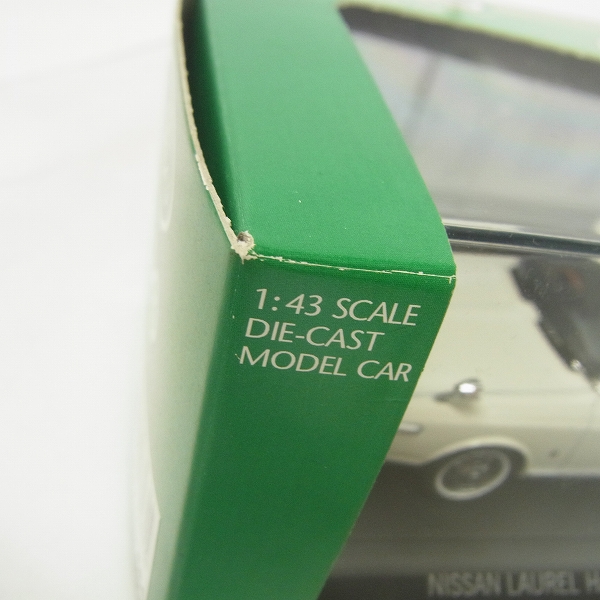 1:43 SCALE
DIE-CAST
MODEL CAR
NISSAN LAUREL H